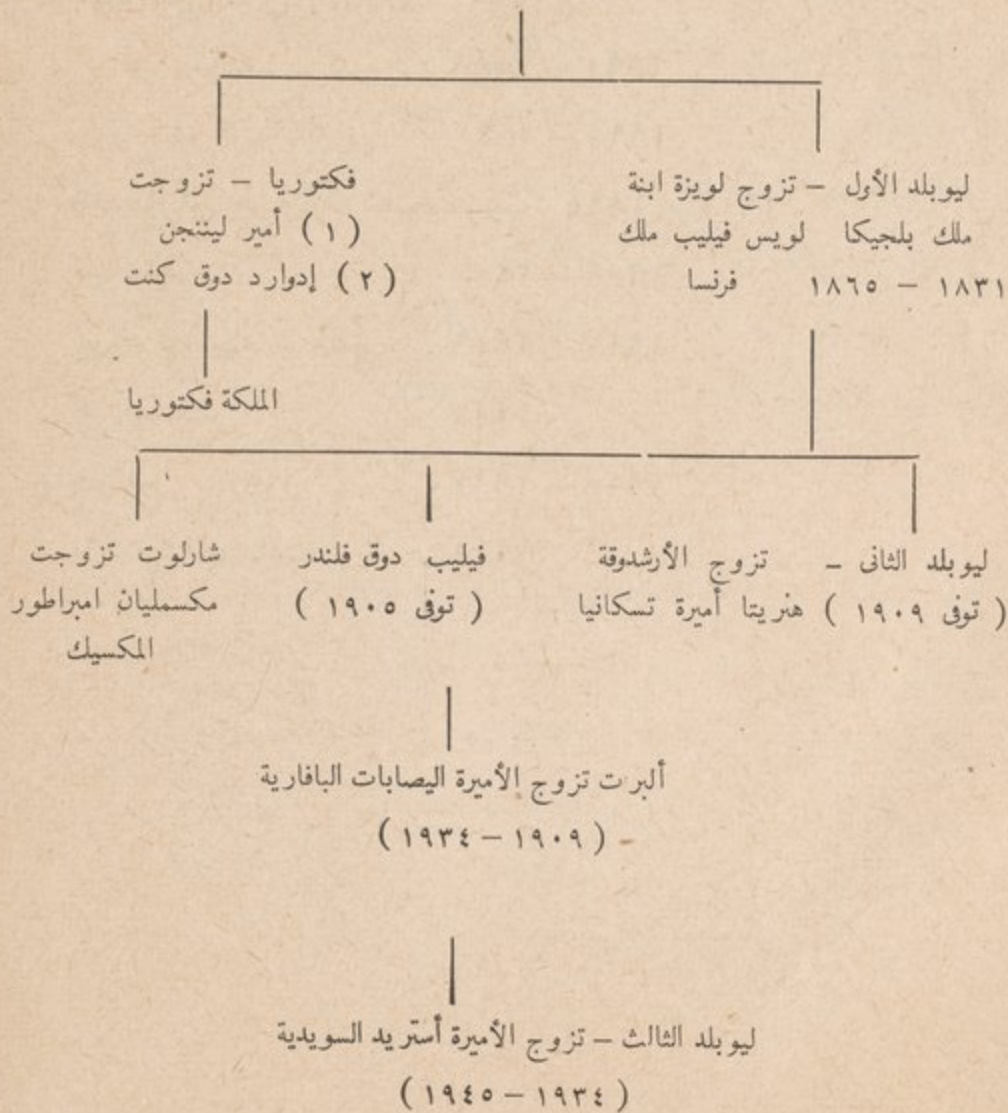 ليوبلد الأول – تزوج لويزة ابنة
ملك بلجيكا لويس فيليب ملك
١٨٣١ – ١٨٦٥ فرنسا
فكتوريا – تزوجت
(١) أمير ليننجن
(٢) إدوارد دوق كنت
الملكة فكتوريا
ليوبلد الثانى – تزوج الأرشدوقة
(توفى ١٩٠٩) هنريتا أميرة تسكانيا
فيليب دوق فلندر
(توفى ١٩٠٥)
شارلوت تزوجت
مكسمليان امبراطور
المكسيك
ألبرت تزوج الأميرة اليصابات البافارية
(١٩٠٩ – ١٩٣٤)
ليوبلد الثالث – تزوج الأميرة أستريد السويدية
(١٩٣٤ – ١٩٤٥)